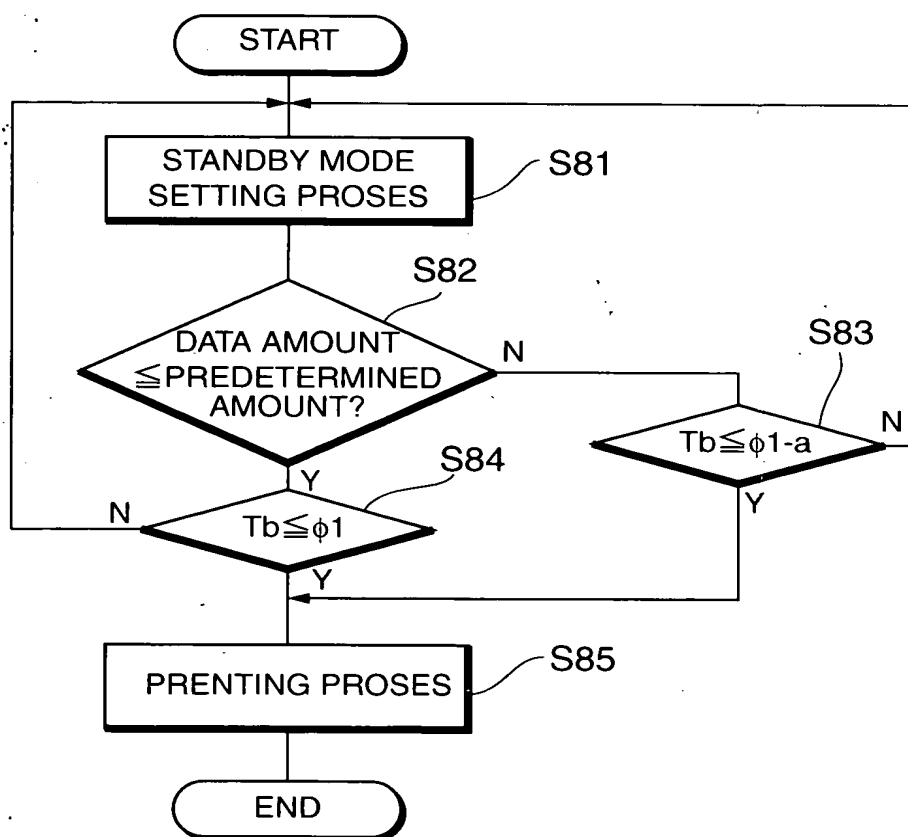 START
STANDBY MODE
SETTING PROSES
S81
S82
DATA AMOUNT
≦PREDETERMINED
AMOUNT?
N
S83
Tb≦φ1-a
N
Y
Y
S84
N
Tb≦φ1
Y
PRENTING PROSES
S85
END